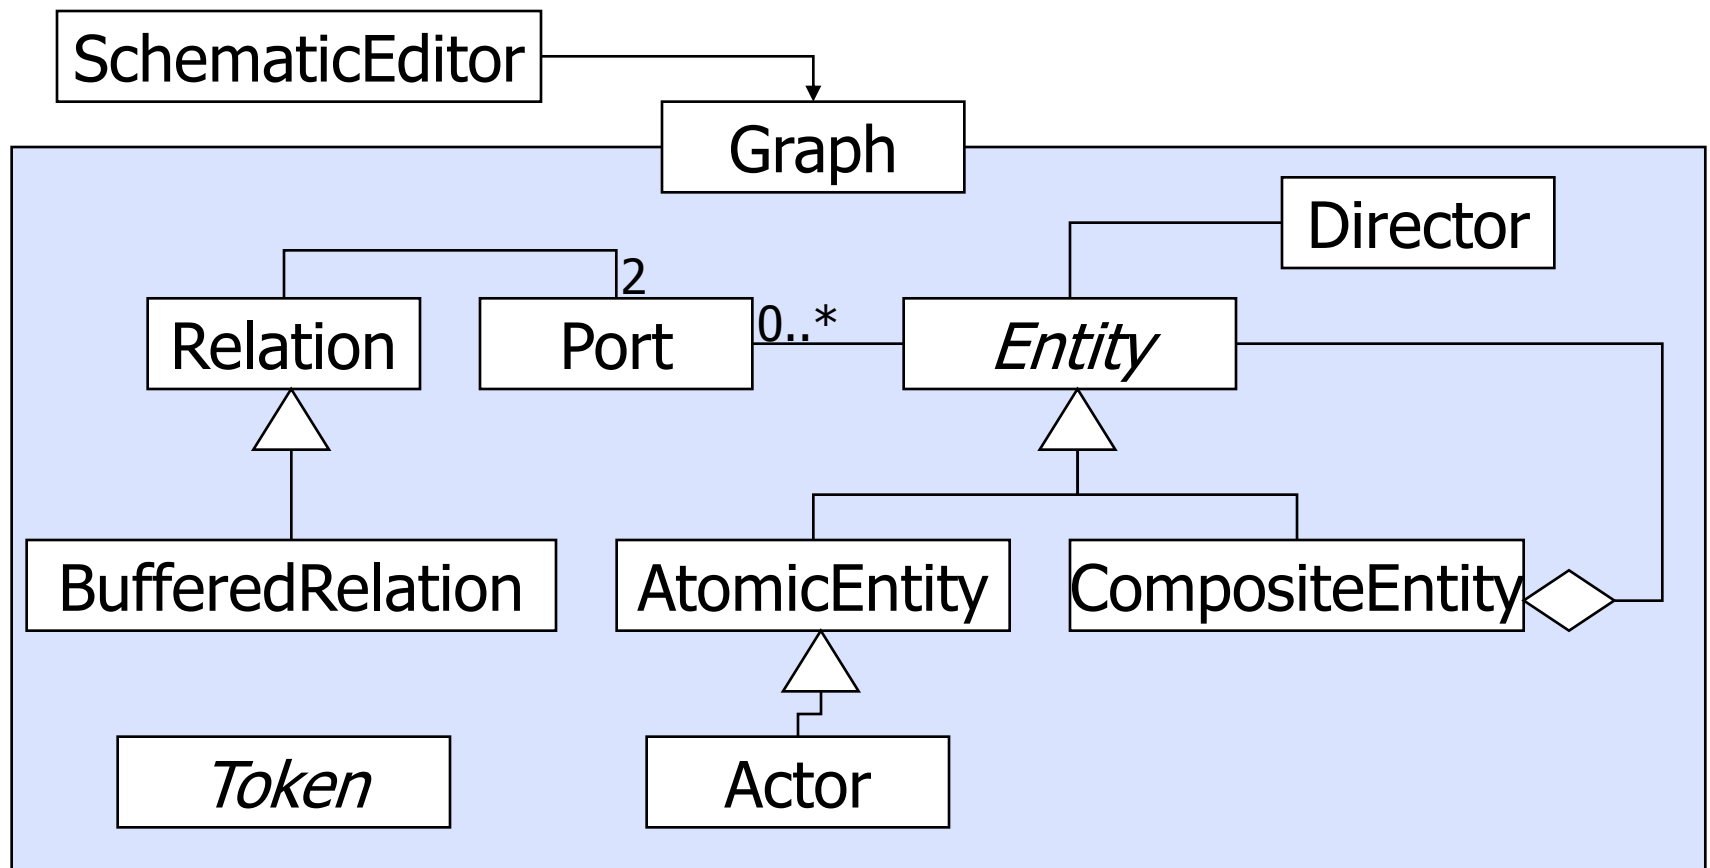 SchematicEditor
Graph
Director
2
0..*
Relation
Port
Entity
BufferedRelation
AtomicEntity
CompositeEntity
Token
Actor